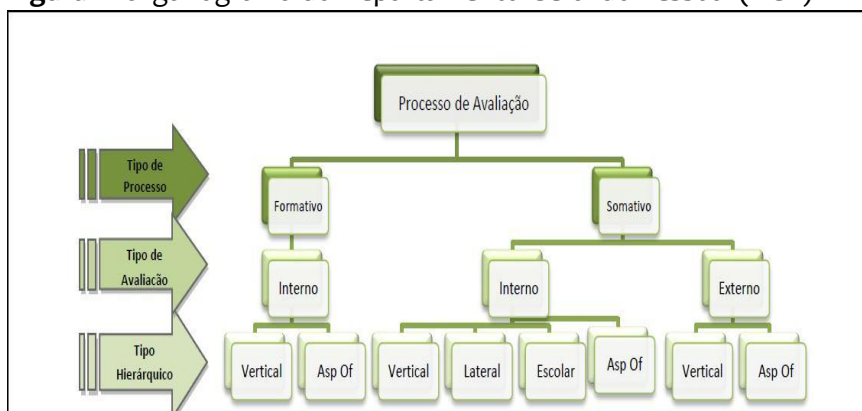 Processo de Avaliação
Tipo de
Processo
Formativo
Somativo
Tipo de
Avaliacão
Interno
Interno
Externo
Tipo
Hierárquico
Vertical
Asp Of
Vertical
Lateral
Escolar
Asp Of
Vertical
Asp Of